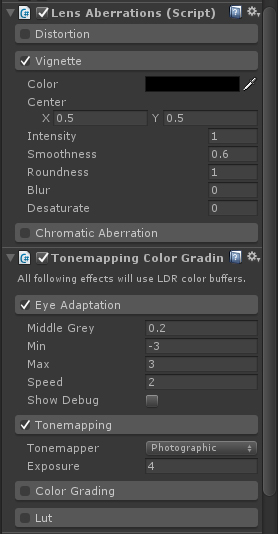 Lens Aberrations (Script)
Distortion
Vignette
Color
Center
X 0.5 Y 0.5
Intensity 1
Smoothness 0.6
Roundness 1
Blur 0
Desaturate 0
Chromatic Aberration
Tonemapping Color Gradin
All following effects will use LDR color buffers.
Eye Adaptation
Middle Grey 0.2
Min -3
Max 3
Speed 2
Show Debug
Tonemapping
Tonemapper Photographic
Exposure 4
Color Grading
Lut